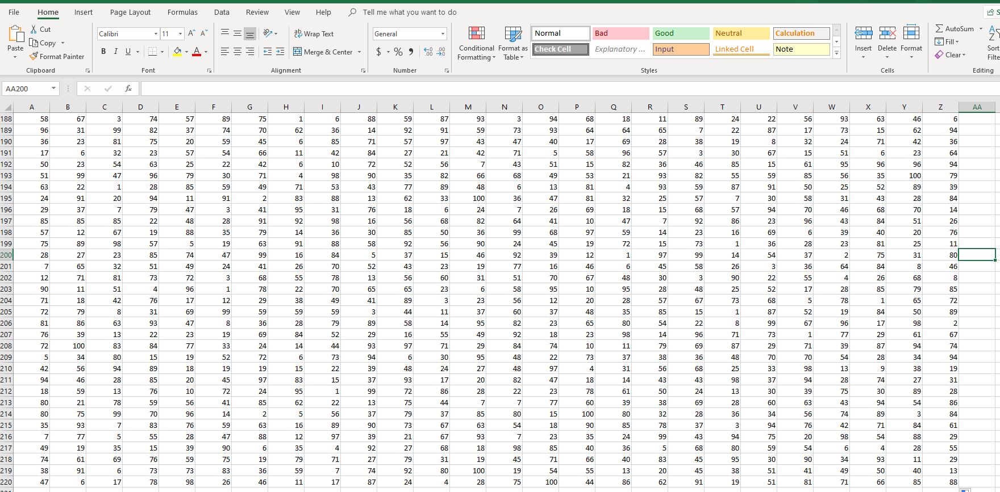 File Home Insert Page Layout Formulas Data Review View Help Tell me what you want to do
Paste Cut Copy Format Painter Clipboard
Calibri 11 A A B I U A Font
ab Wrap Text Merge & Center Alignment
General $ % 9 .00 .00 Number
Conditional Formatting Format as Table
Normal Bad Good Neutral Calculation
Check Cell Explanatory ... Input Linked Cell Note
Styles
Insert Delete Format Cells
AutoSum Fill Clear Editing
AA200 fx
A B C D E F G H I J K L M N O P Q R S T U V W X Y Z AA
188 58 67 3 74 57 89 75 1 6 88 59 87 93 3 94 68 18 11 89 24 22 56 93 63 46 6
189 96 31 99 82 37 74 70 62 36 14 92 91 59 73 93 64 64 65 7 22 87 17 73 15 62 94
190 36 23 81 75 20 59 45 6 85 71 57 97 43 47 40 17 69 28 38 19 8 32 24 71 42 36
191 17 6 32 23 57 54 66 11 42 84 27 21 42 71 5 58 96 57 3 30 67 15 51 6 23 64
192 50 23 54 63 25 22 42 6 10 72 52 56 7 43 51 15 82 36 46 85 15 61 95 96 96 94
193 51 99 47 96 79 30 71 4 98 90 35 82 66 68 49 53 21 93 82 55 59 85 56 35 100 79
194 63 22 1 28 85 59 49 71 53 43 77 89 48 6 13 81 4 93 59 87 91 50 25 52 89 39
195 24 91 20 94 11 91 2 83 88 13 62 33 100 36 47 81 32 25 57 7 30 58 31 43 28 84
196 29 37 7 79 47 3 41 95 31 76 18 6 24 7 26 69 18 15 68 57 94 70 46 68 70 14
197 85 85 85 22 48 28 91 92 98 16 56 68 82 64 41 10 47 7 92 86 23 96 43 84 51 26
198 57 12 67 19 88 35 79 14 36 30 85 50 36 99 68 97 59 14 23 16 69 6 39 40 20 76
199 75 89 98 57 5 19 63 91 88 58 92 56 90 24 45 19 72 15 73 1 36 28 23 81 25 11
200 28 27 23 85 74 47 99 16 84 5 37 15 46 92 39 12 1 97 99 14 54 37 2 75 31 80
201 7 65 32 51 49 24 41 26 70 52 43 23 19 77 16 46 6 45 58 26 3 36 64 84 8 46
202 12 71 81 73 72 3 68 55 78 13 56 60 31 51 70 67 48 30 3 90 22 55 4 26 68 8
203 90 11 51 4 96 1 78 22 70 65 65 23 6 58 95 10 95 28 48 25 52 17 28 85 79 85
204 71 18 42 76 17 12 29 38 49 41 89 3 23 56 12 20 28 57 67 73 68 5 78 1 65 72
205 72 79 8 31 69 99 59 59 59 3 44 11 37 60 37 48 35 85 15 1 87 52 19 84 50 89
206 81 86 63 93 47 8 36 28 79 89 58 14 95 82 23 65 80 54 22 8 99 67 96 17 98 2
207 76 39 13 22 23 19 69 84 52 29 16 55 49 92 18 23 98 14 96 71 73 1 77 29 61 67
208 72 100 83 84 77 33 24 14 44 93 97 71 29 84 74 10 11 79 69 87 29 71 39 87 94 74
209 5 34 80 15 19 52 72 6 73 94 6 30 95 48 22 73 37 38 36 48 70 70 54 28 34 94
210 42 56 94 89 18 19 19 15 22 39 48 24 27 48 97 4 31 56 68 25 33 98 13 9 38 19
211 94 46 28 85 20 45 97 83 15 37 93 17 20 82 47 18 14 43 43 98 37 94 28 74 27 31
212 18 59 13 76 10 72 24 95 1 99 72 86 28 22 23 78 61 50 24 13 30 39 75 30 89 28
213 80 21 78 59 56 41 85 62 22 13 75 44 7 7 77 60 39 38 69 28 60 63 43 94 54 86
214 80 75 99 70 96 14 2 5 56 37 79 37 85 80 15 100 80 32 28 36 34 56 74 89 3 84
215 35 93 7 83 76 59 63 16 89 90 73 67 63 54 18 90 85 78 37 3 94 76 42 71 84 61
216 7 77 5 55 28 47 88 12 97 39 21 67 93 7 23 35 24 99 43 94 75 20 98 54 88 29
217 49 19 35 15 39 90 6 35 4 92 27 68 18 98 85 40 36 5 68 80 59 54 6 4 28 55
218 74 61 69 76 59 75 19 79 71 27 79 31 19 45 71 66 40 83 45 95 30 90 34 93 11 29
219 38 91 6 73 73 83 36 59 7 74 92 80 100 19 54 55 13 20 45 38 51 41 49 50 40 13
220 47 6 17 78 98 26 46 11 17 87 24 4 28 75 100 44 86 62 91 19 51 81 71 66 85 88